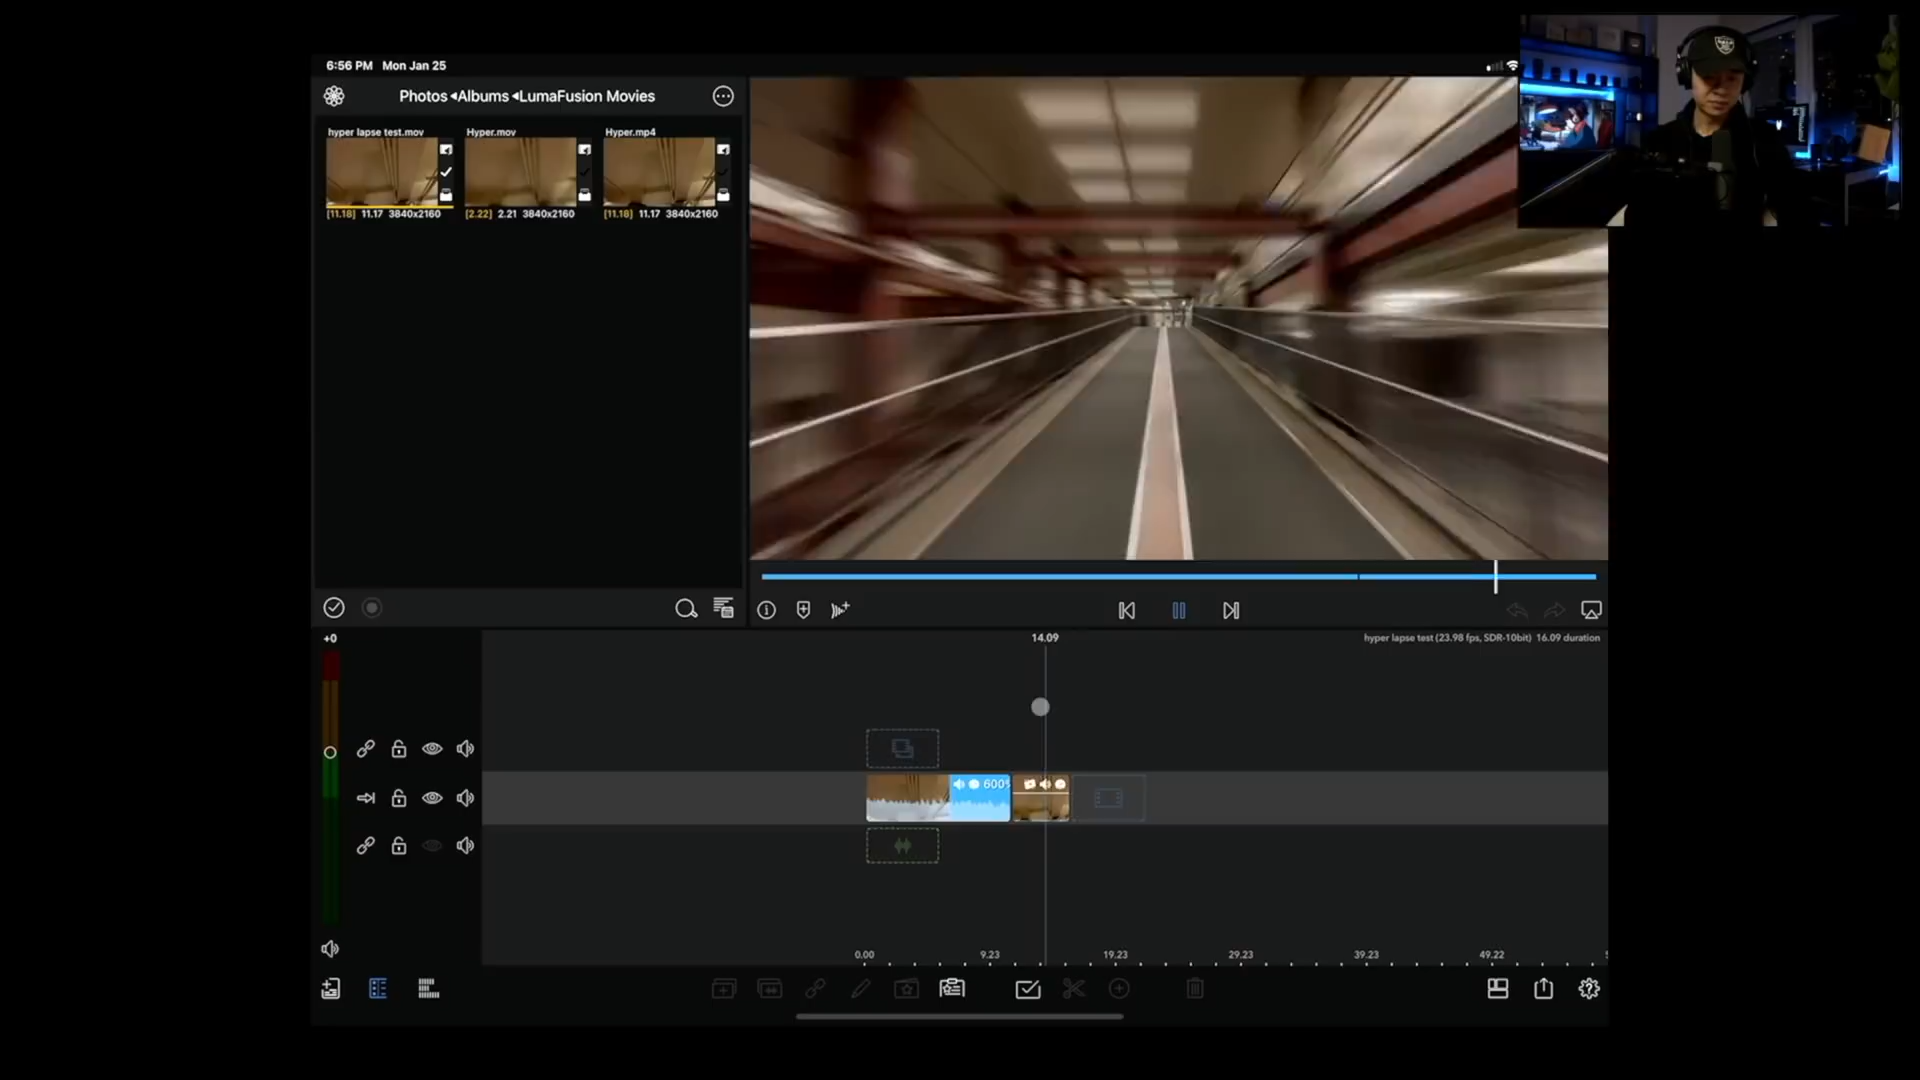 6:56 PM Mon Jan 25
Photos◂Albums◂LumaFusion Movies
hyper lapse test.mov
Hyper.mov
Hyper.mp4
[11.18] 11.17 3840x2160
[2.22] 2.21 3840x2160
[11.18] 11.17 3840x2160
+0
14.09
hyper lapse test (23.98 fps, SDR-10bit) 16.09 duration
600%
0.00
9.23
19.23
29.23
39.23
49.22